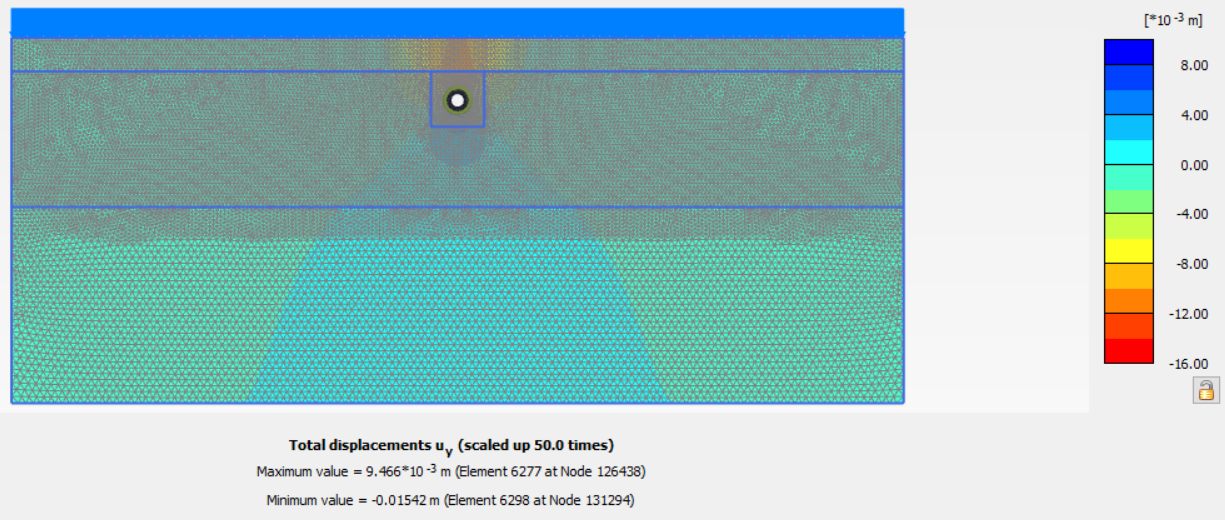 [*10⁻³ m]
8.00
4.00
0.00
-4.00
-8.00
-12.00
-16.00
Total displacements uᵧ (scaled up 50.0 times)
Maximum value = 9.466*10⁻³ m (Element 6277 at Node 126438)
Minimum value = -0.01542 m (Element 6298 at Node 131294)